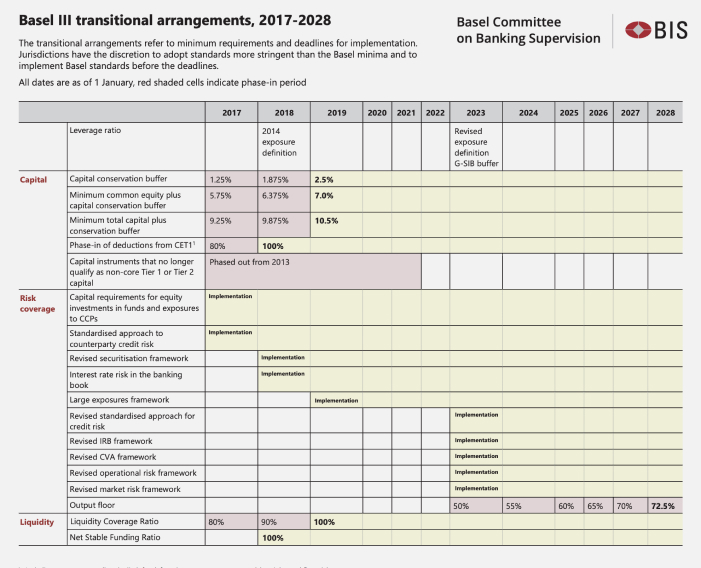 Basel III transitional arrangements, 2017-2028
Basel Committee
on Banking Supervision
BIS
The transitional arrangements refer to minimum requirements and deadlines for implementation.
Jurisdictions have the discretion to adopt standards more stringent than the Basel minima and to
implement Basel standards before the deadlines.
All dates are as of 1 January, red shaded cells indicate phase-in period
2017 2018 2019 2020 2021 2022 2023 2024 2025 2026 2027 2028
Leverage ratio 2014 Revised
exposure exposure
definition definition
G-SIB buffer
Capital Capital conservation buffer 1.25% 1.875% 2.5%
Minimum common equity plus 5.75% 6.375% 7.0%
capital conservation buffer
Minimum total capital plus 9.25% 9.875% 10.5%
conservation buffer
Phase-in of deductions from CET1¹ 80% 100%
Capital instruments that no longer Phased out from 2013
qualify as non-core Tier 1 or Tier 2
capital
Risk Capital requirements for equity Implementation
coverage investments in funds and exposures
to CCPs
Standardised approach to Implementation
counterparty credit risk
Revised securitisation framework Implementation
Interest rate risk in the banking Implementation
book
Large exposures framework Implementation
Revised standardised approach for Implementation
credit risk
Revised IRB framework Implementation
Revised CVA framework Implementation
Revised operational risk framework Implementation
Revised market risk framework Implementation
Output floor 50% 55% 60% 65% 70% 72.5%
Liquidity Liquidity Coverage Ratio 80% 90% 100%
Net Stable Funding Ratio 100%